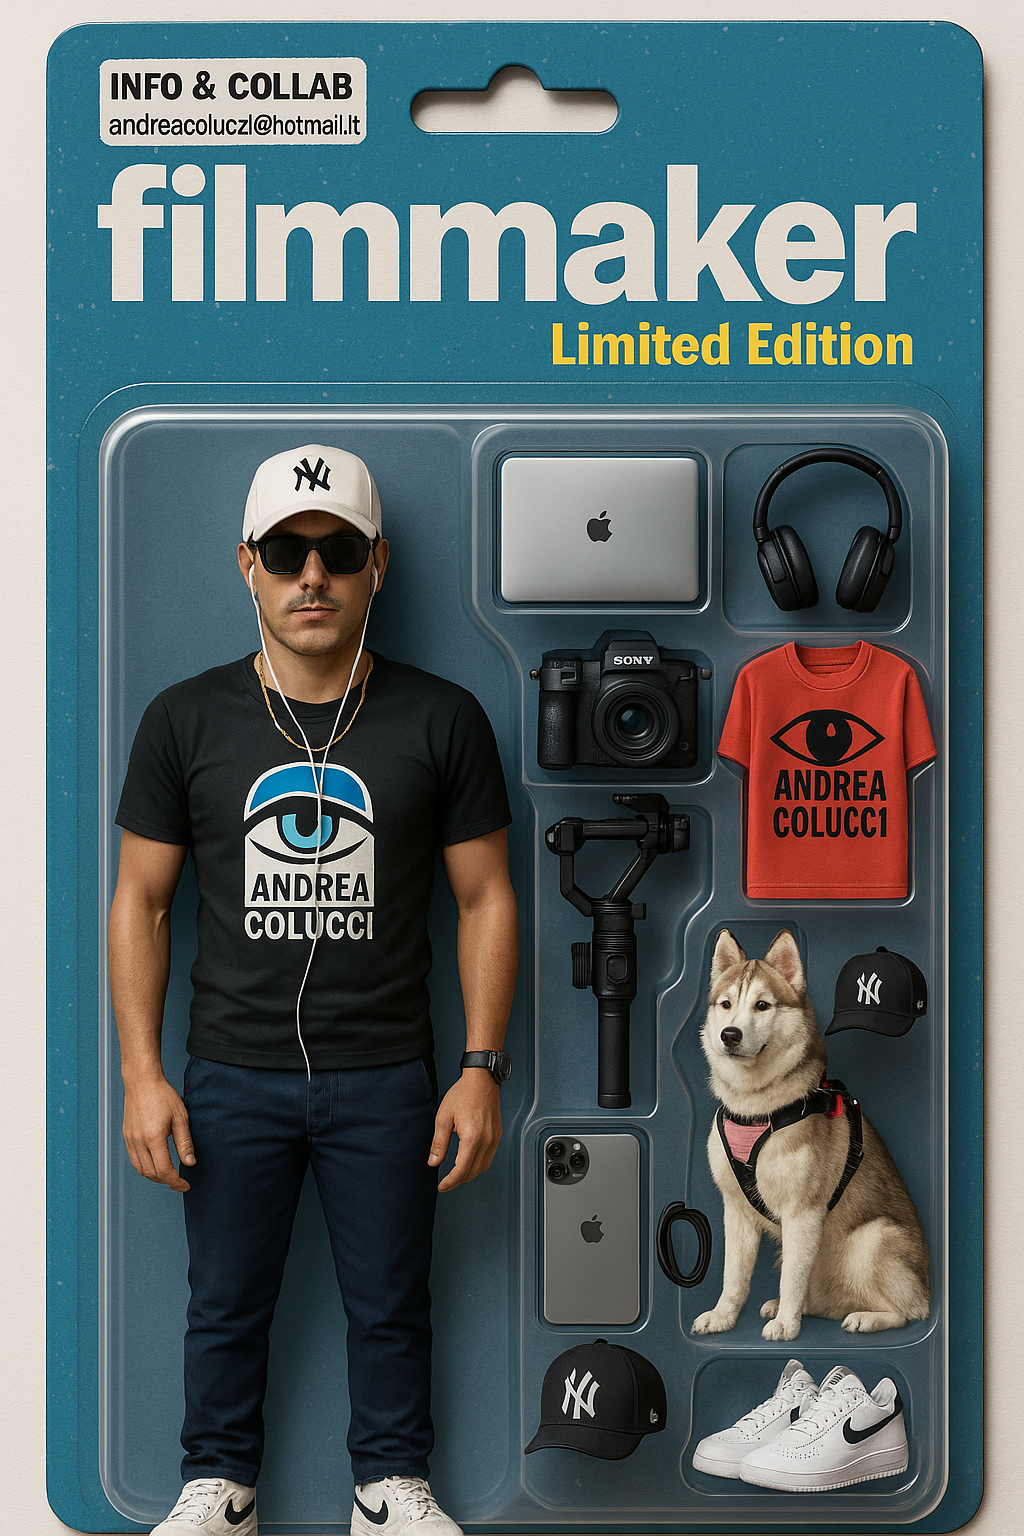 INFO & COLLAB
andreacoluczl@hotmail.lt
filmmaker
Limited Edition
NY
SONY
ANDREA
COLUCC1
ANDREA
COLUCCI
NY
NY